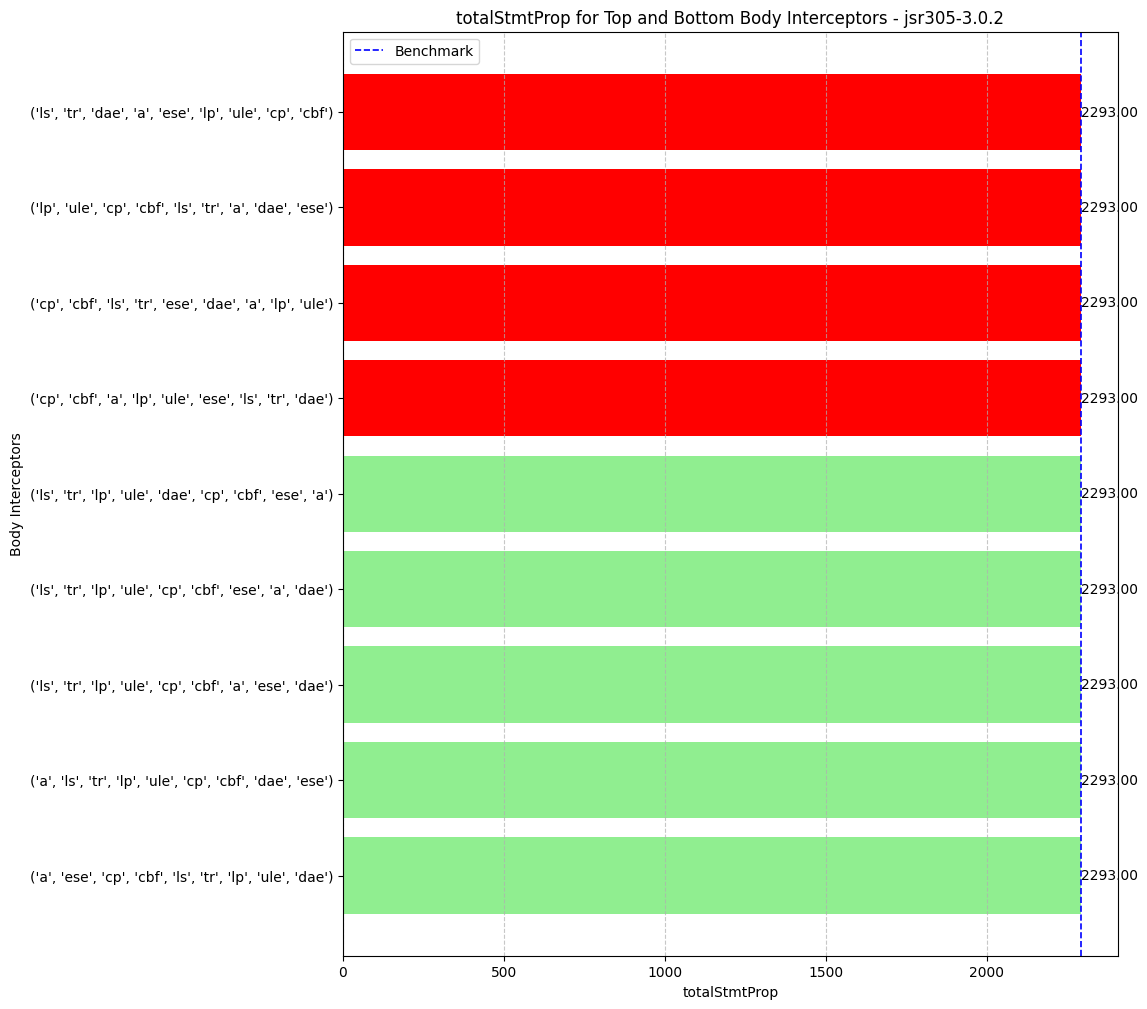 totalStmtProp for Top and Bottom Body Interceptors - jsr305-3.0.2
Benchmark
('ls', 'tr', 'dae', 'a', 'ese', 'lp', 'ule', 'cp', 'cbf') 2293.00
('lp', 'ule', 'cp', 'cbf', 'ls', 'tr', 'a', 'dae', 'ese') 2293.00
('cp', 'cbf', 'ls', 'tr', 'ese', 'dae', 'a', 'lp', 'ule') 2293.00
('cp', 'cbf', 'a', 'lp', 'ule', 'ese', 'ls', 'tr', 'dae') 2293.00
Body Interceptors
('ls', 'tr', 'lp', 'ule', 'dae', 'cp', 'cbf', 'ese', 'a') 2293.00
('ls', 'tr', 'lp', 'ule', 'cp', 'cbf', 'ese', 'a', 'dae') 2293.00
('ls', 'tr', 'lp', 'ule', 'cp', 'cbf', 'a', 'ese', 'dae') 2293.00
('a', 'ls', 'tr', 'lp', 'ule', 'cp', 'cbf', 'dae', 'ese') 2293.00
('a', 'ese', 'cp', 'cbf', 'ls', 'tr', 'lp', 'ule', 'dae') 2293.00
0 500 1000 1500 2000
totalStmtProp